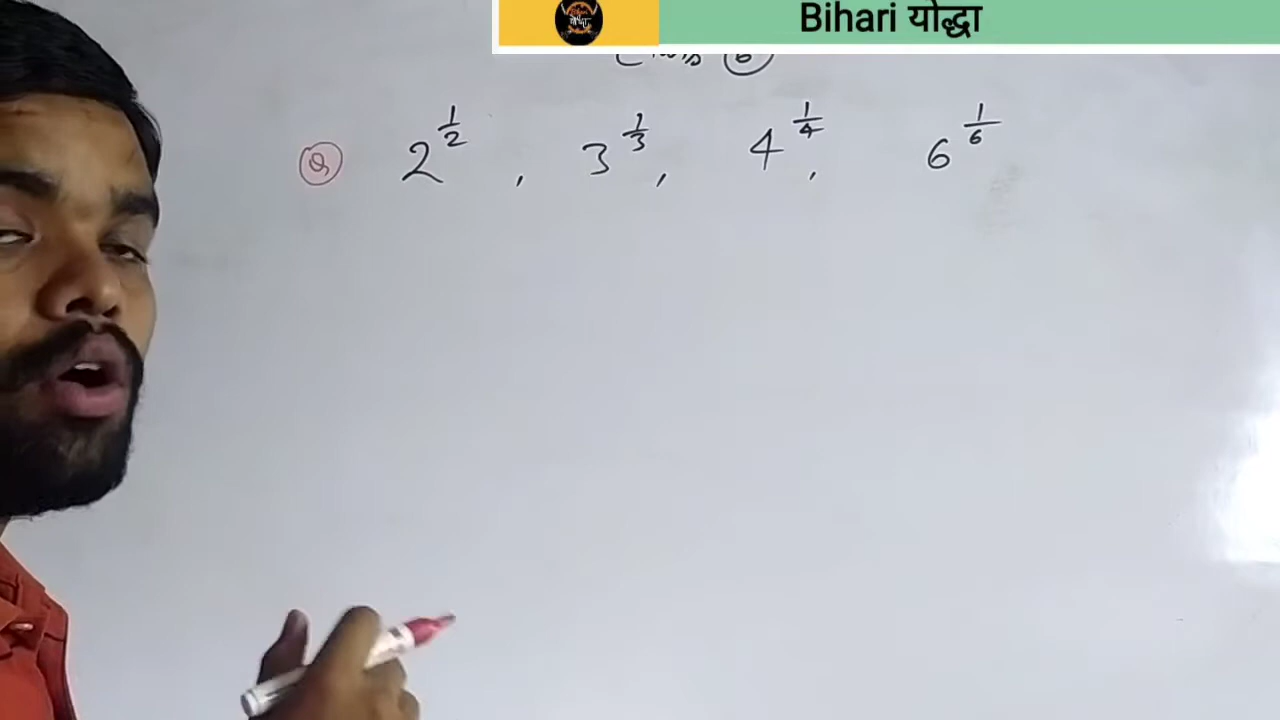 Bihari योद्धा
Q 2^{1/2} , 3^{1/3} , 4^{1/4} , 6^{1/6}